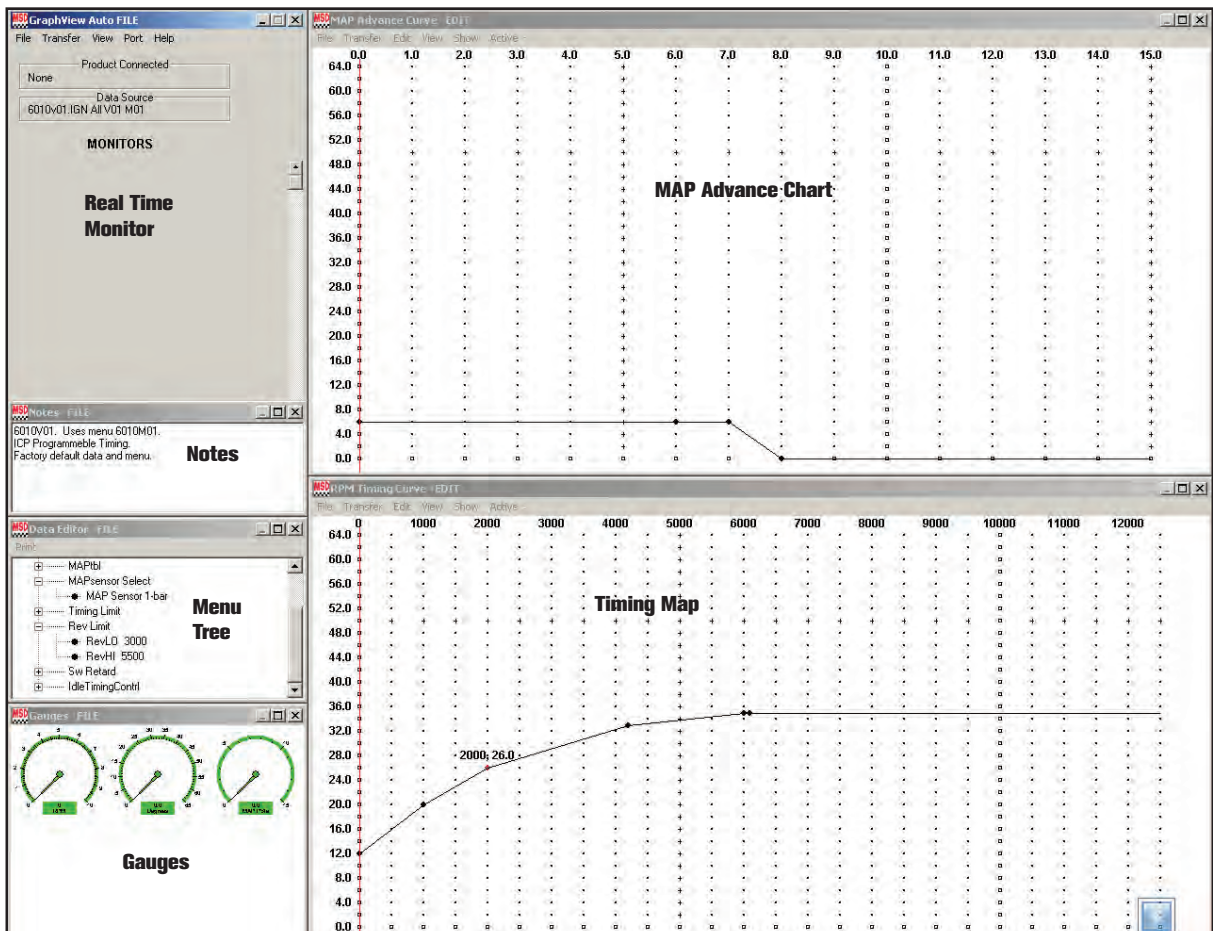 MSD GraphView Auto FILE
File Transfer View Port Help
Product Connected
None
Data Source
6010v01.IGN All V01 M01
MONITORS
Real Time
Monitor
MSD Notes FILE
6010V01. Uses menu 6010M01.
ICP Programmeble Timing.
Factory default data and menu.
Notes
MSD Data Editor FILE
Print
MAPtbl
MAPsensor Select
MAP Sensor 1-bar
Timing Limit
Rev Limit
RevLO 3000
RevHI 5500
Sw Retard
IdleTimingContrl
Menu
Tree
MSD Gauges FILE
Gauges
MSD MAP Advance Curve EDIT
File Transfer Edit View Show Active
0.0 1.0 2.0 3.0 4.0 5.0 6.0 7.0 8.0 9.0 10.0 11.0 12.0 13.0 14.0 15.0
64.0
60.0
56.0
52.0
48.0
44.0
40.0
36.0
32.0
28.0
24.0
20.0
16.0
12.0
8.0
4.0
0.0
MAP Advance Chart
MSD RPM Timing Curve EDIT
File Transfer Edit View Show Active
0 1000 2000 3000 4000 5000 6000 7000 8000 9000 10000 11000 12000
64.0
60.0
56.0
52.0
48.0
44.0
40.0
36.0
32.0
28.0
24.0
20.0
16.0
12.0
8.0
4.0
0.0
Timing Map
2000, 26.0